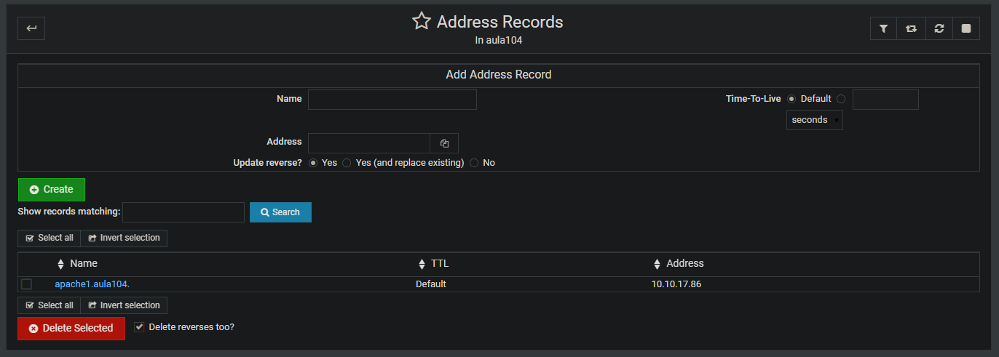 Address Records
In aula104
Add Address Record
Name
Time-To-Live Default
seconds
Address
Update reverse? Yes Yes (and replace existing) No
Create
Show records matching: Search
Select all Invert selection
Name TTL Address
apache1.aula104. Default 10.10.17.86
Select all Invert selection
Delete Selected Delete reverses too?